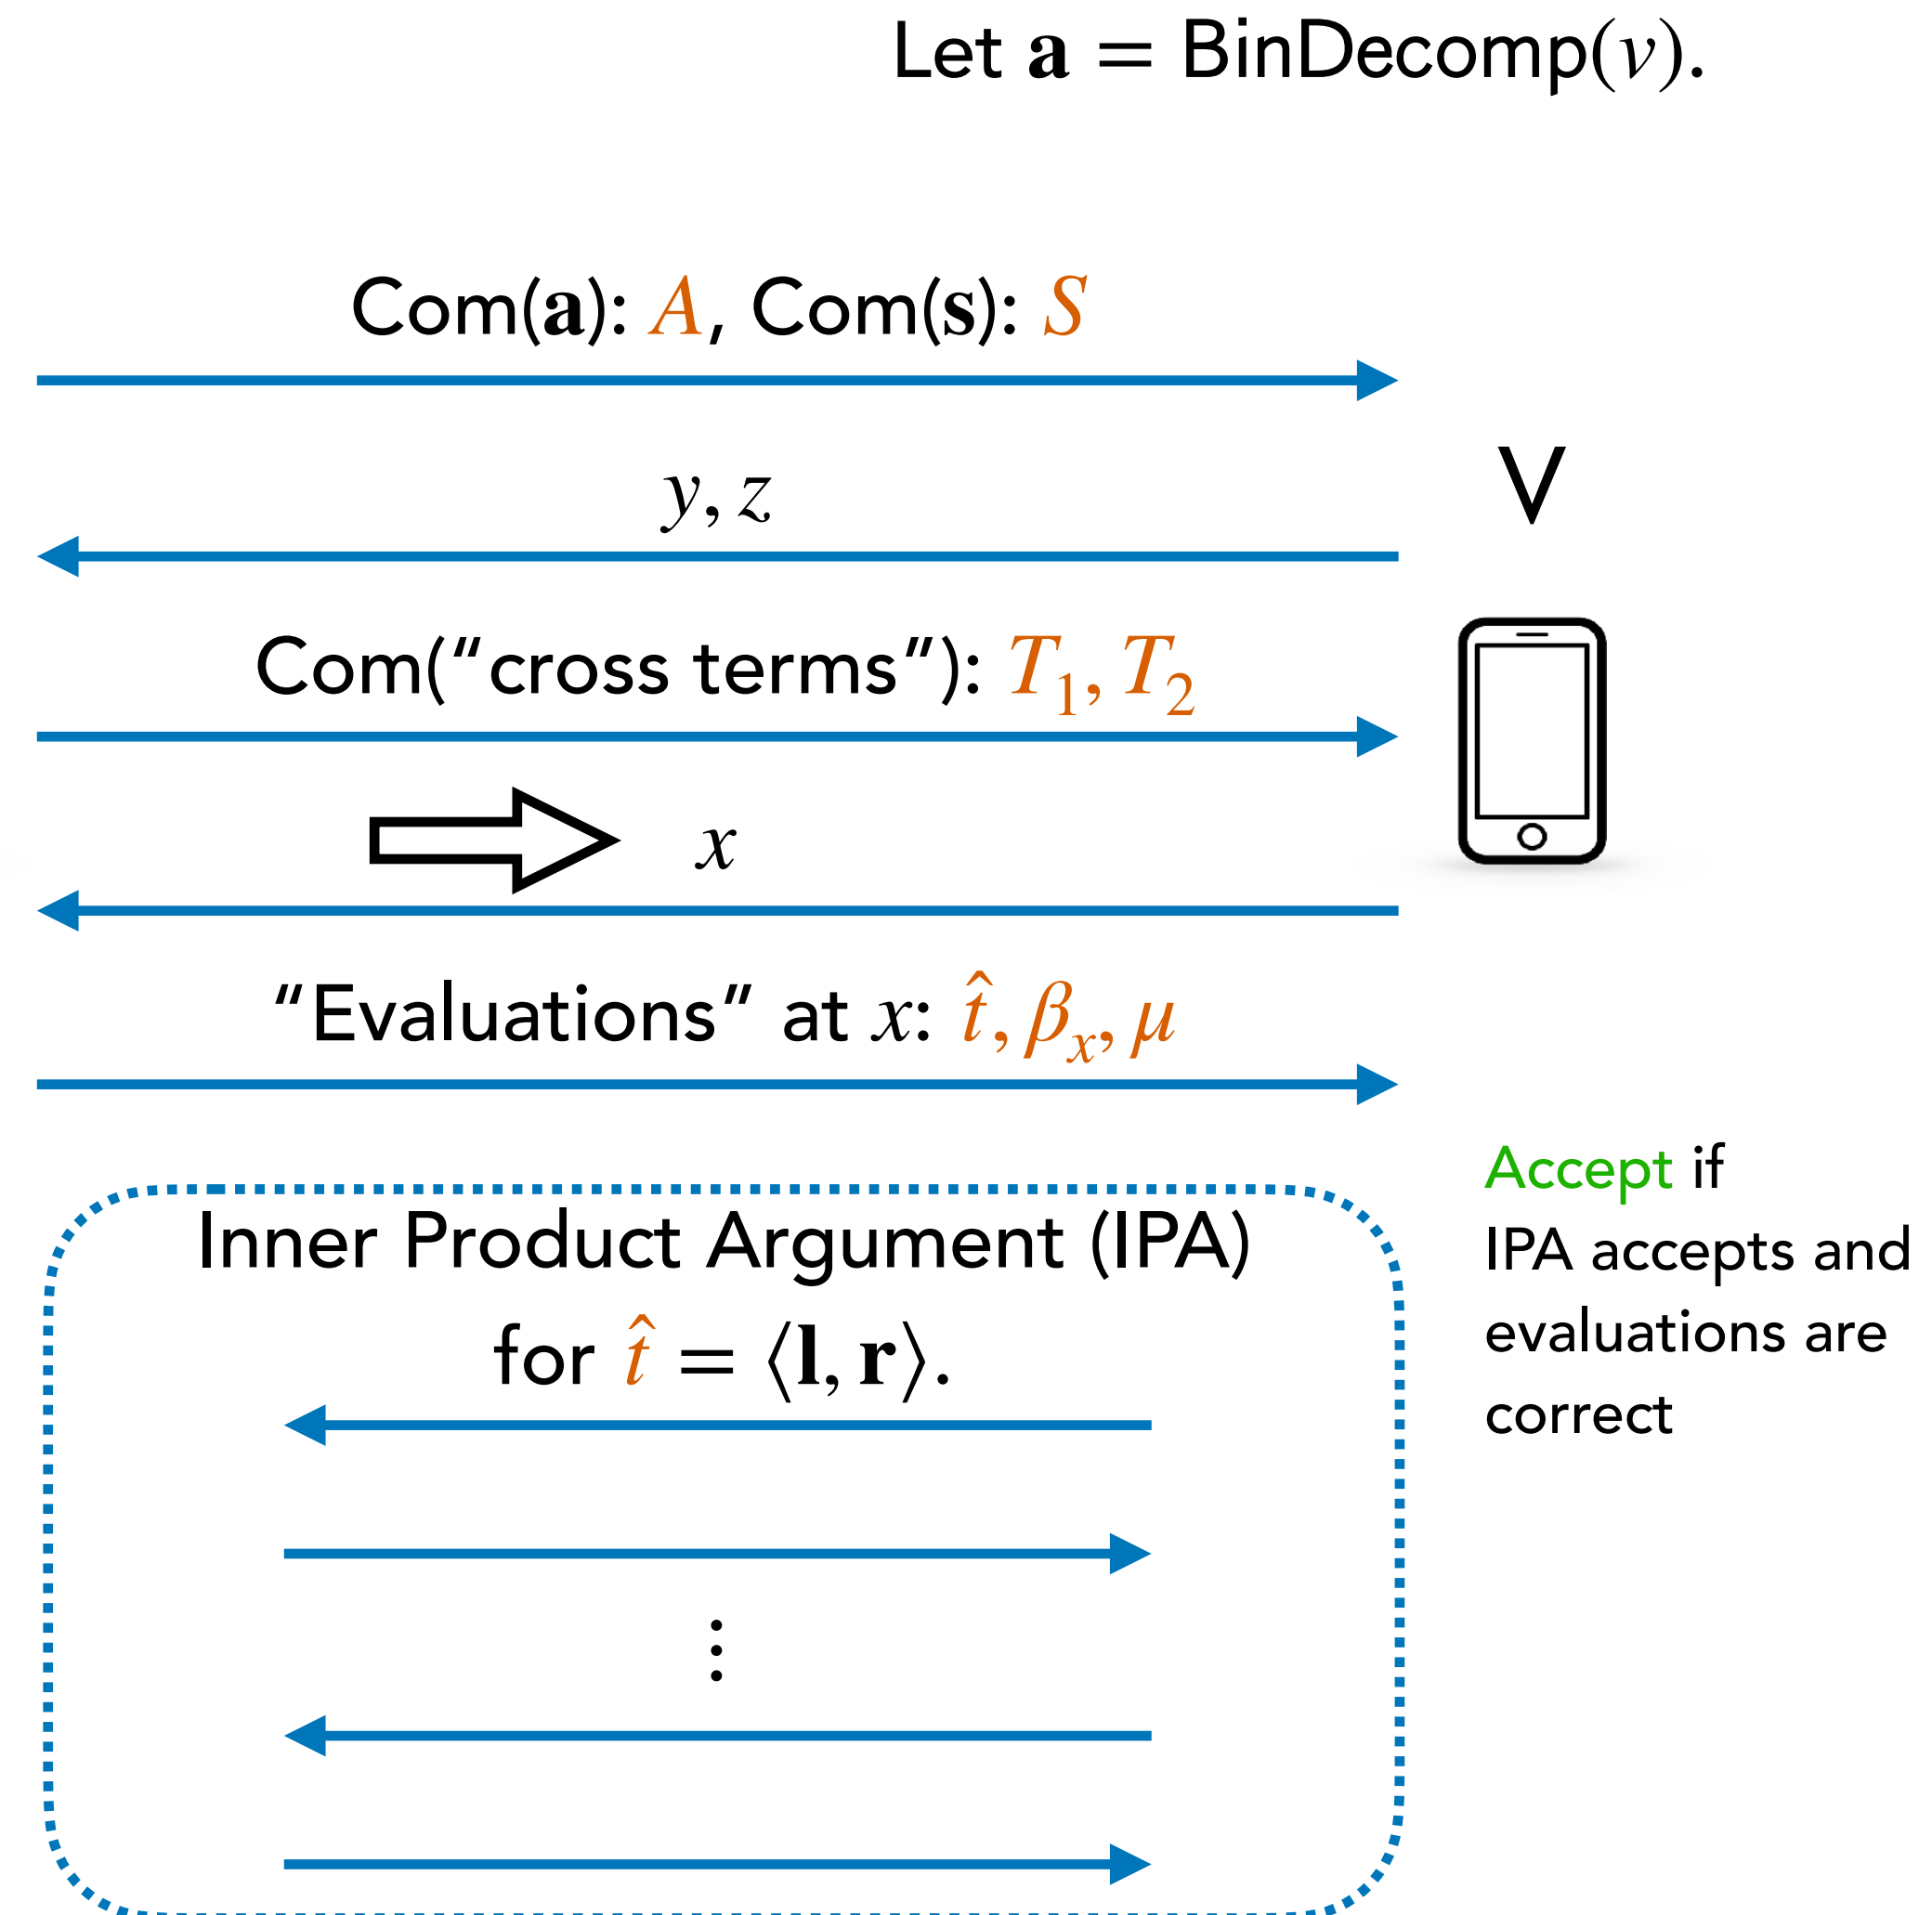 Let 𝐚 = BinDecomp(v).
Com(𝐚): A, Com(𝐬): S
y, z
V
Com(“cross terms”): T₁, T₂
x
“Evaluations” at x: t̂, βₓ, μ
Accept if
IPA accepts and
evaluations are
correct
Inner Product Argument (IPA)
for t̂ = ⟨𝐥, 𝐫⟩.
⋮